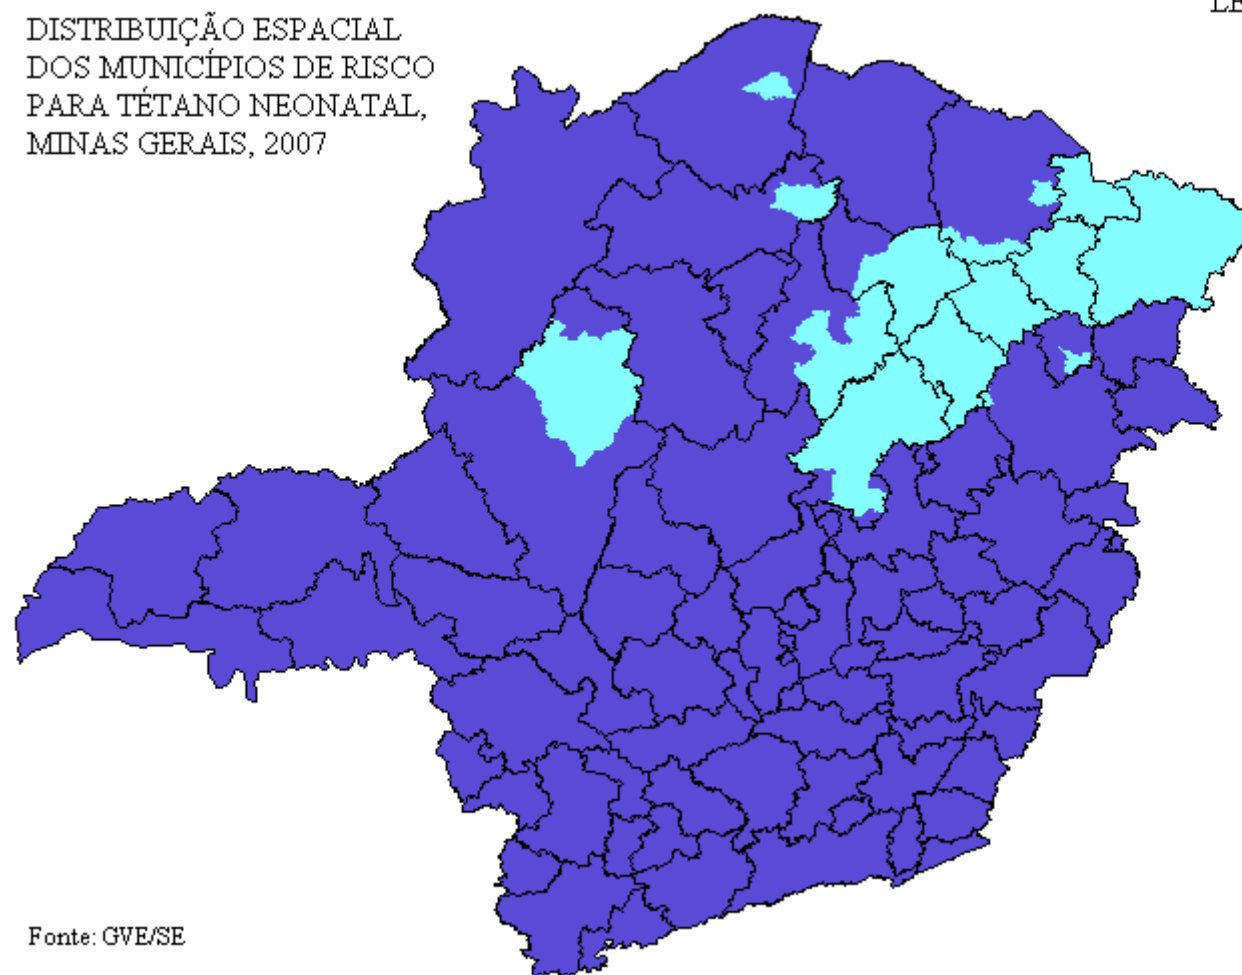 DISTRIBUIÇÃO ESPACIAL
DOS MUNICÍPIOS DE RISCO
PARA TÉTANO NEONATAL,
MINAS GERAIS, 2007
Fonte: GVE/SE